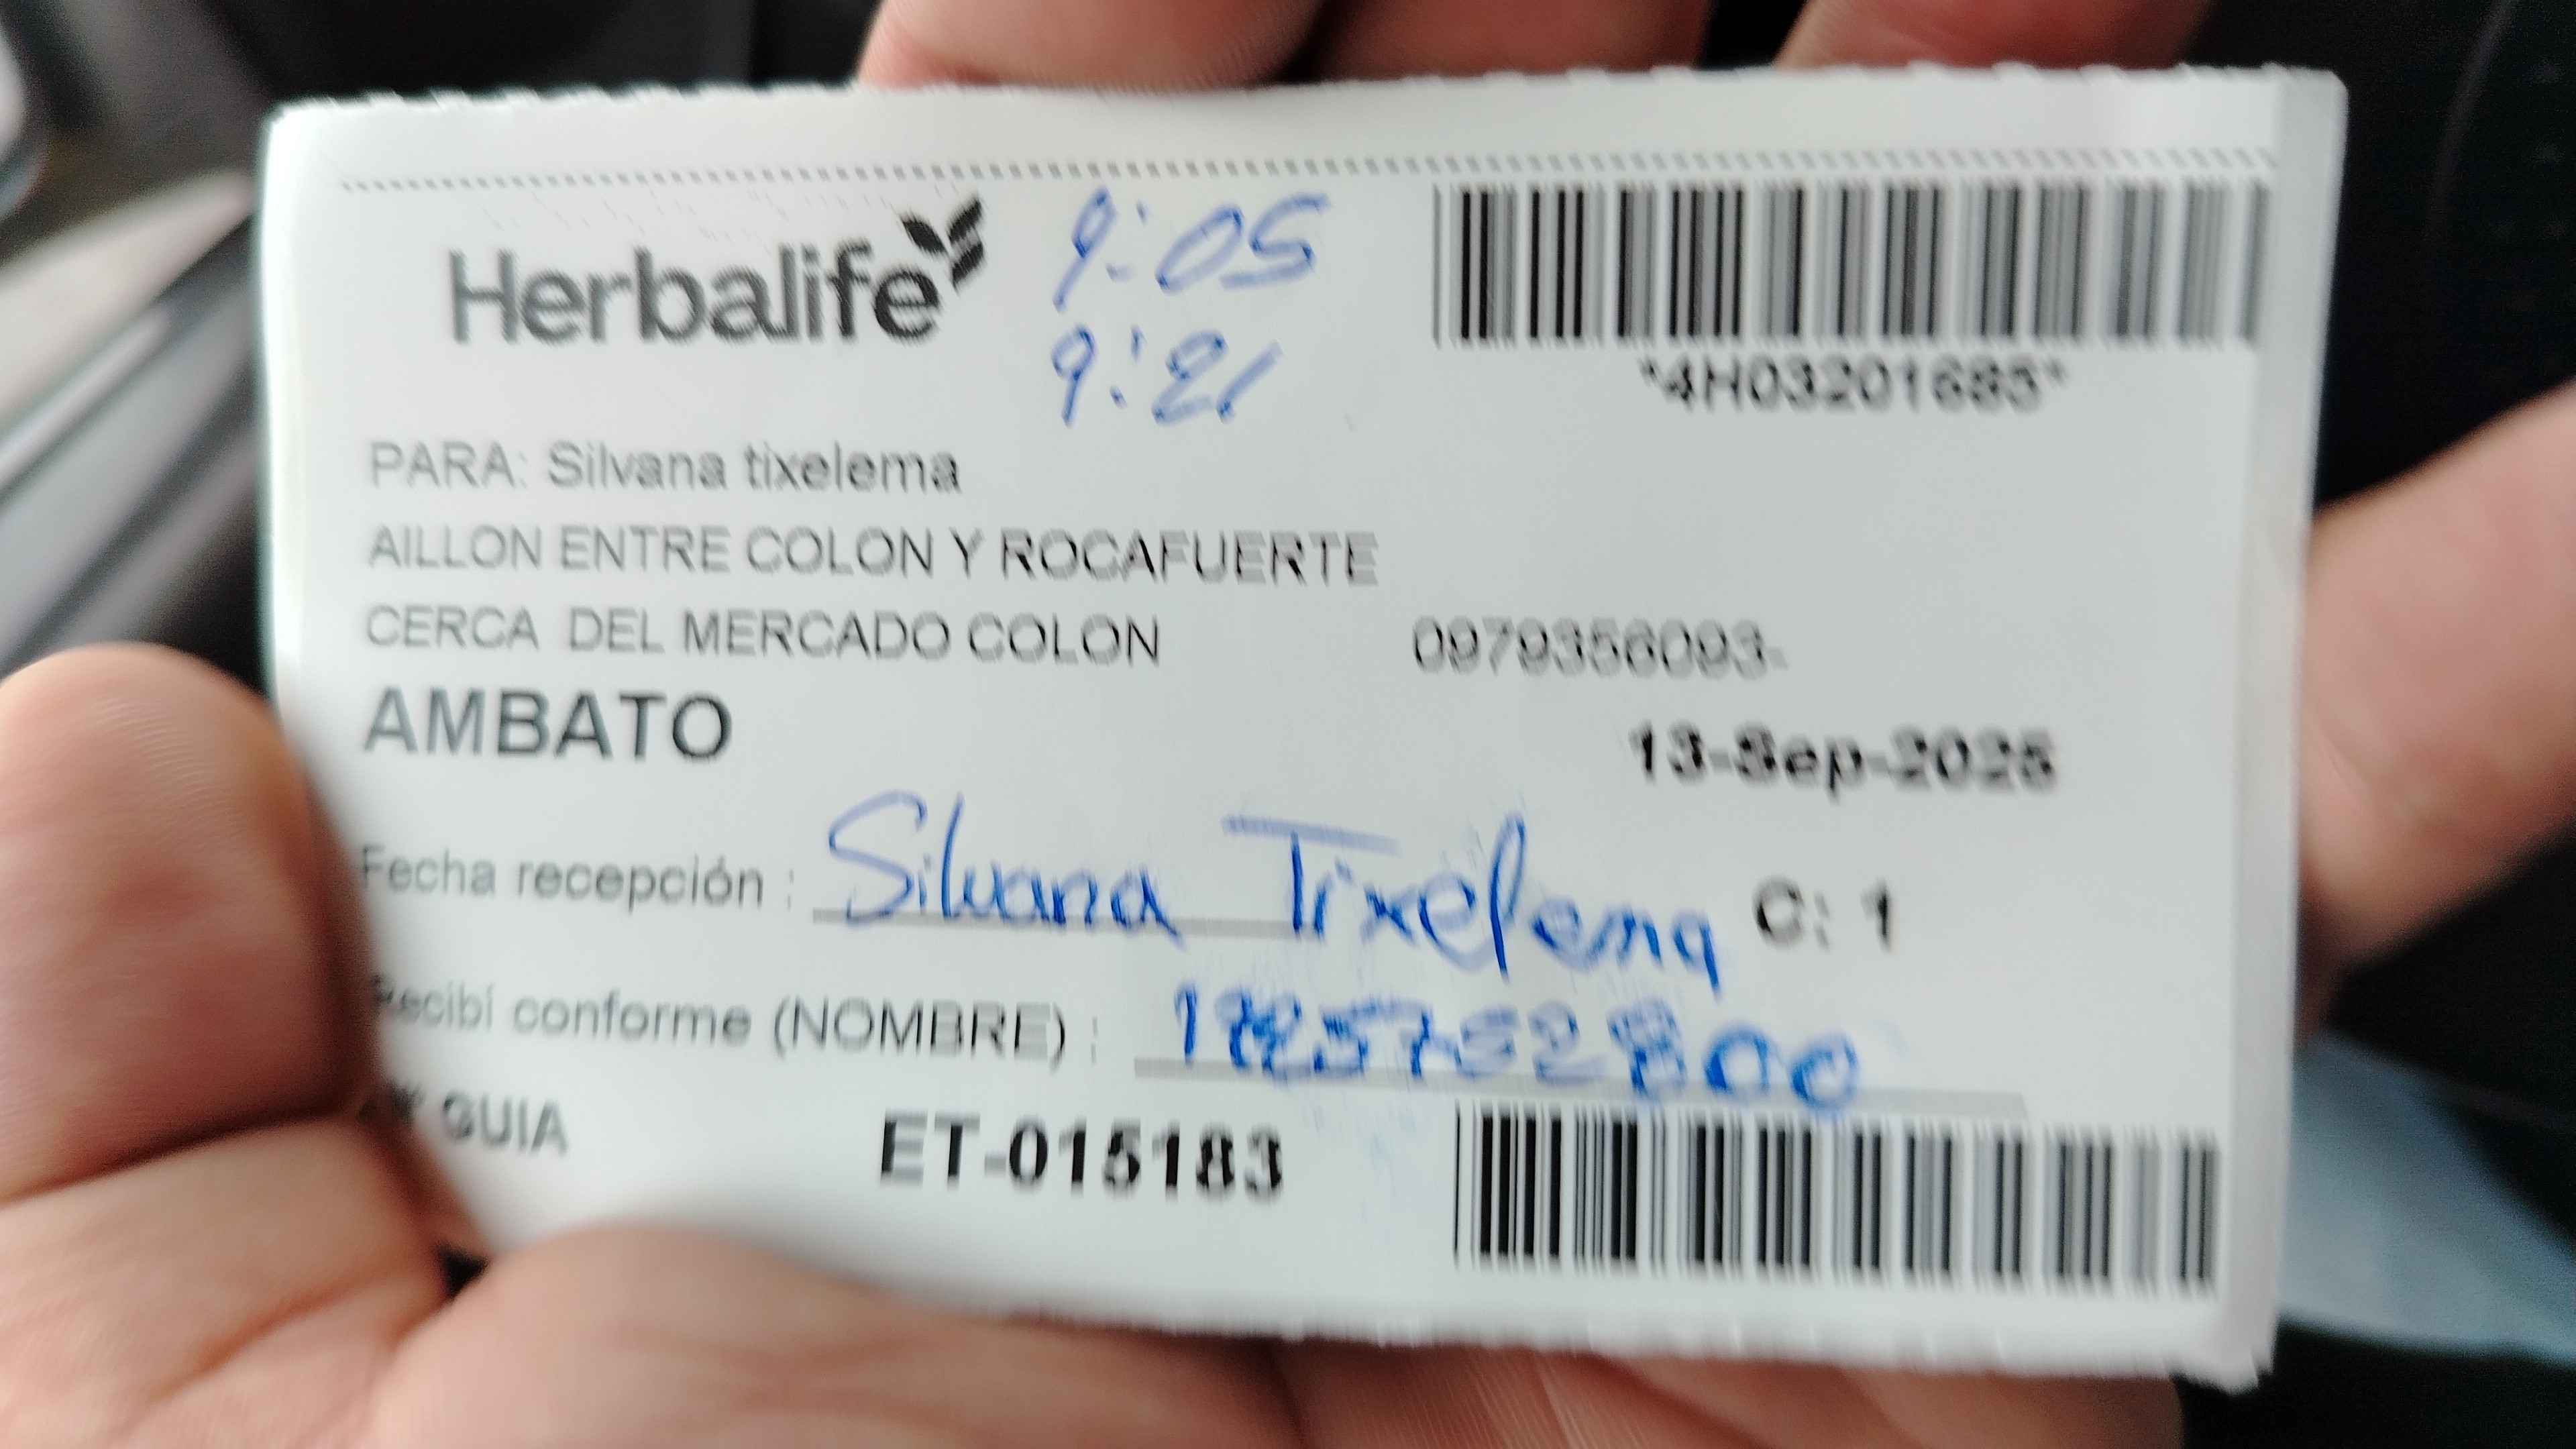 Herbalife
9:05
9:21
*4H03201685*
PARA: Silvana tixelema
AILLON ENTRE COLON Y ROCAFUERTE
CERCA DEL MERCADO COLON 0979356093-
AMBATO
13-Sep-2025
Fecha recepción : Silvana Tixelema C: 1
Recibí conforme (NOMBRE) :
GUIA ET-015183